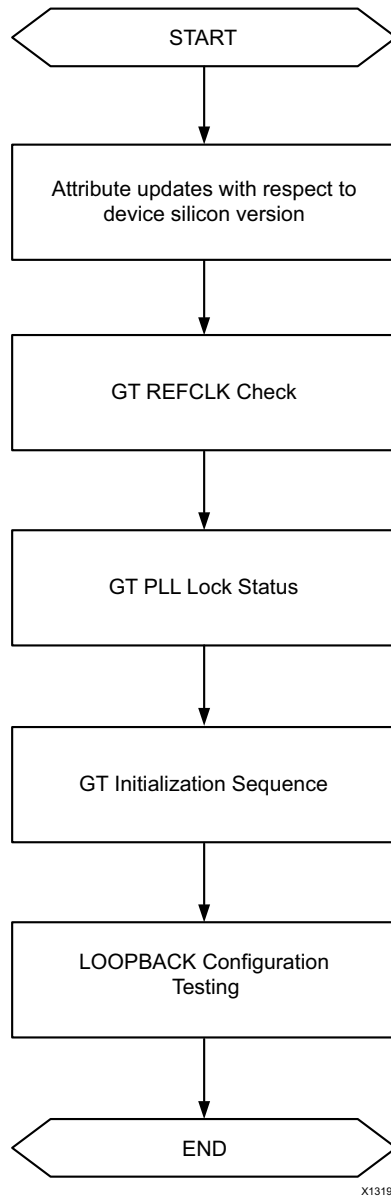 START
Attribute updates with respect to
device silicon version
GT REFCLK Check
GT PLL Lock Status
GT Initialization Sequence
LOOPBACK Configuration
Testing
END
X1319